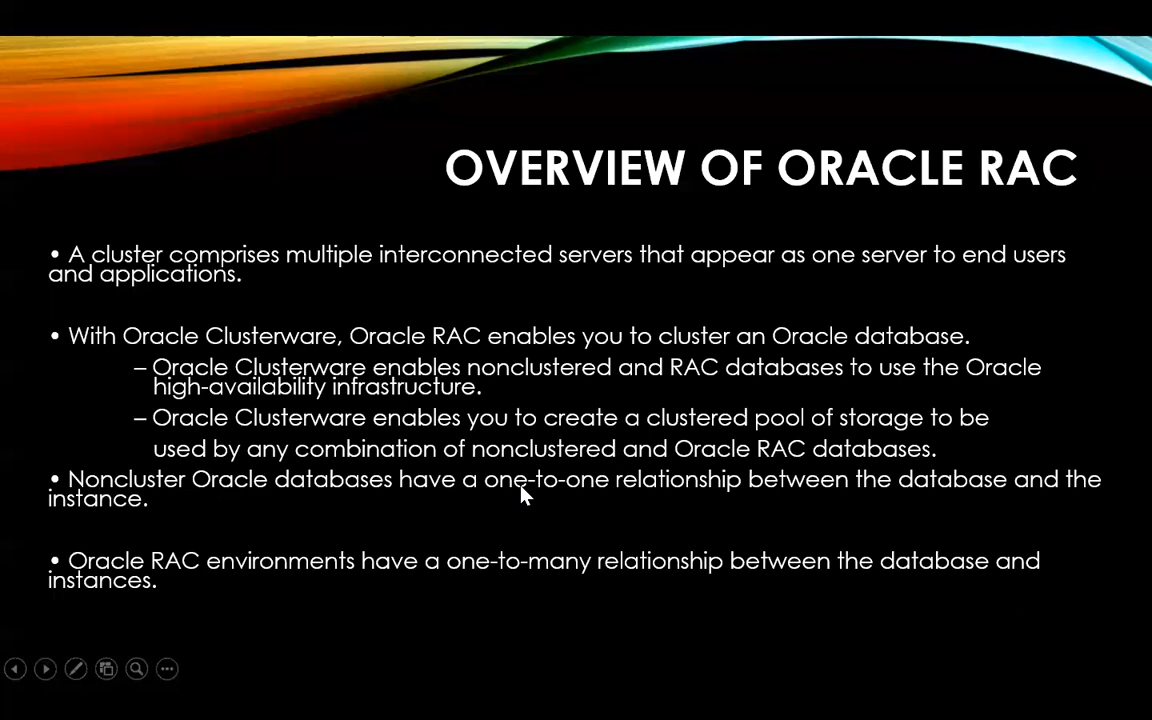 OVERVIEW OF ORACLE RAC
• A cluster comprises multiple interconnected servers that appear as one server to end users
and applications.
• With Oracle Clusterware, Oracle RAC enables you to cluster an Oracle database.
– Oracle Clusterware enables nonclustered and RAC databases to use the Oracle
high-availability infrastructure.
– Oracle Clusterware enables you to create a clustered pool of storage to be
used by any combination of nonclustered and Oracle RAC databases.
• Noncluster Oracle databases have a one-to-one relationship between the database and the
instance.
• Oracle RAC environments have a one-to-many relationship between the database and
instances.